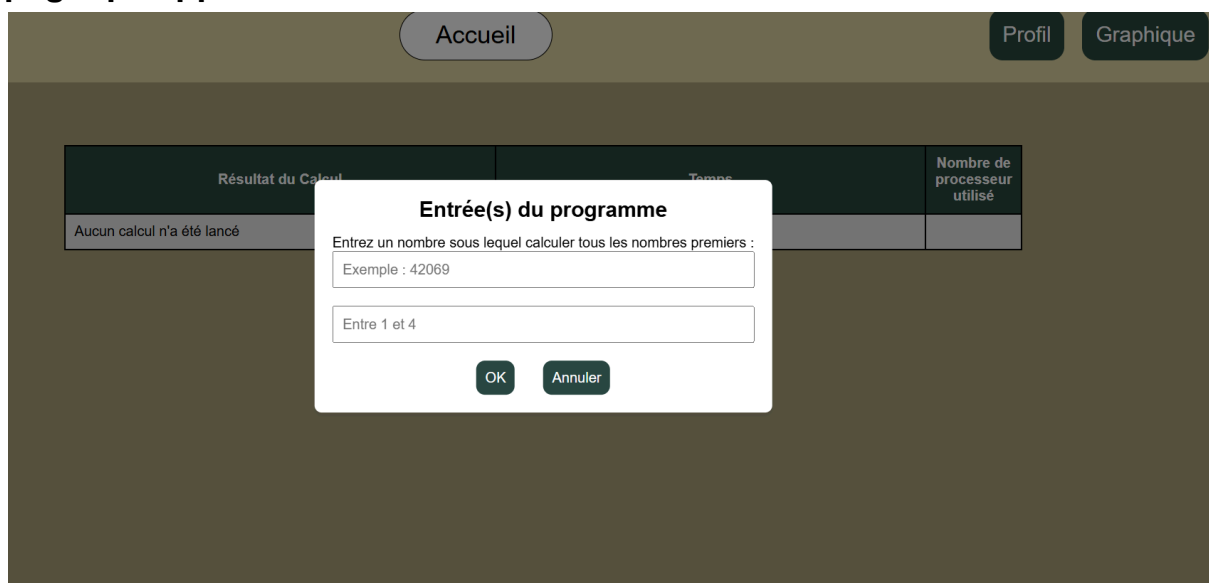 Accueil
Profil
Graphique
Résultat du Calcul
Temps
Nombre de
processeur
utilisé
Aucun calcul n'a été lancé
Entrée(s) du programme
Entrez un nombre sous lequel calculer tous les nombres premiers :
Exemple : 42069
Entre 1 et 4
OK
Annuler